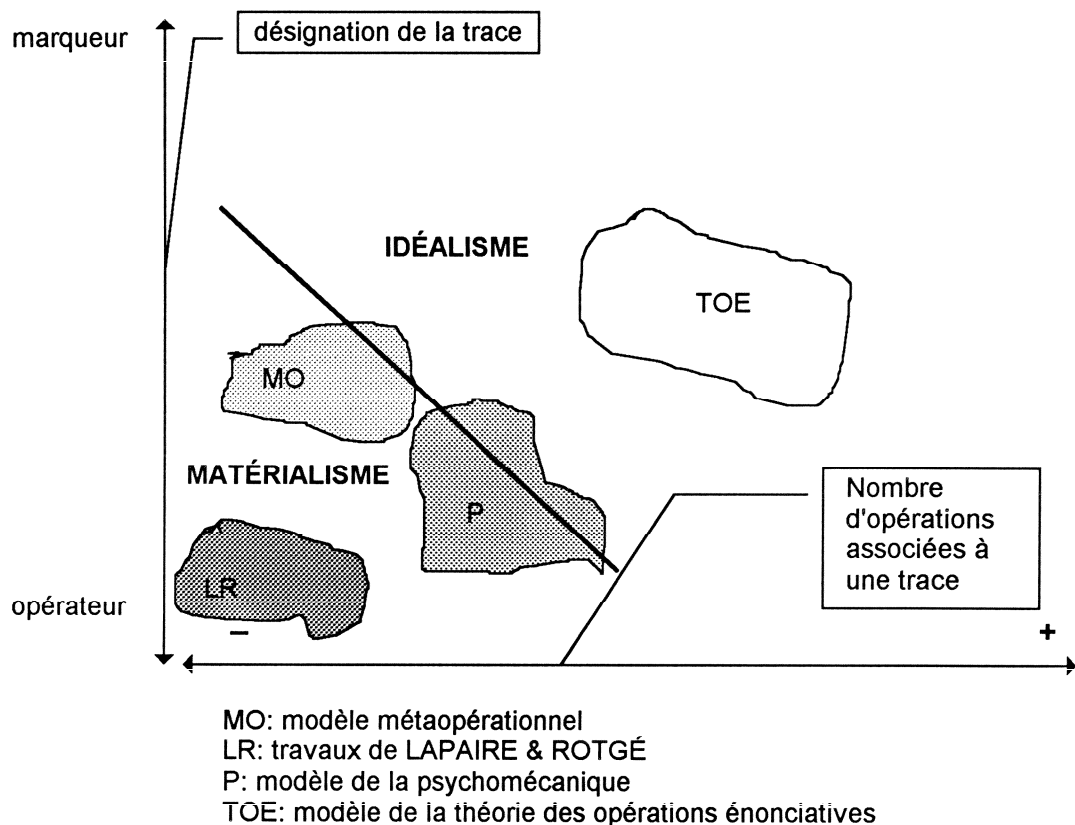 marqueur
désignation de la trace
IDÉALISME
TOE
MO
MATÉRIALISME
P
Nombre
d'opérations
associées à
une trace
LR
opérateur
–
+
MO: modèle métaopérationnel
LR: travaux de LAPAIRE & ROTGÉ
P: modèle de la psychomécanique
TOE: modèle de la théorie des opérations énonciatives